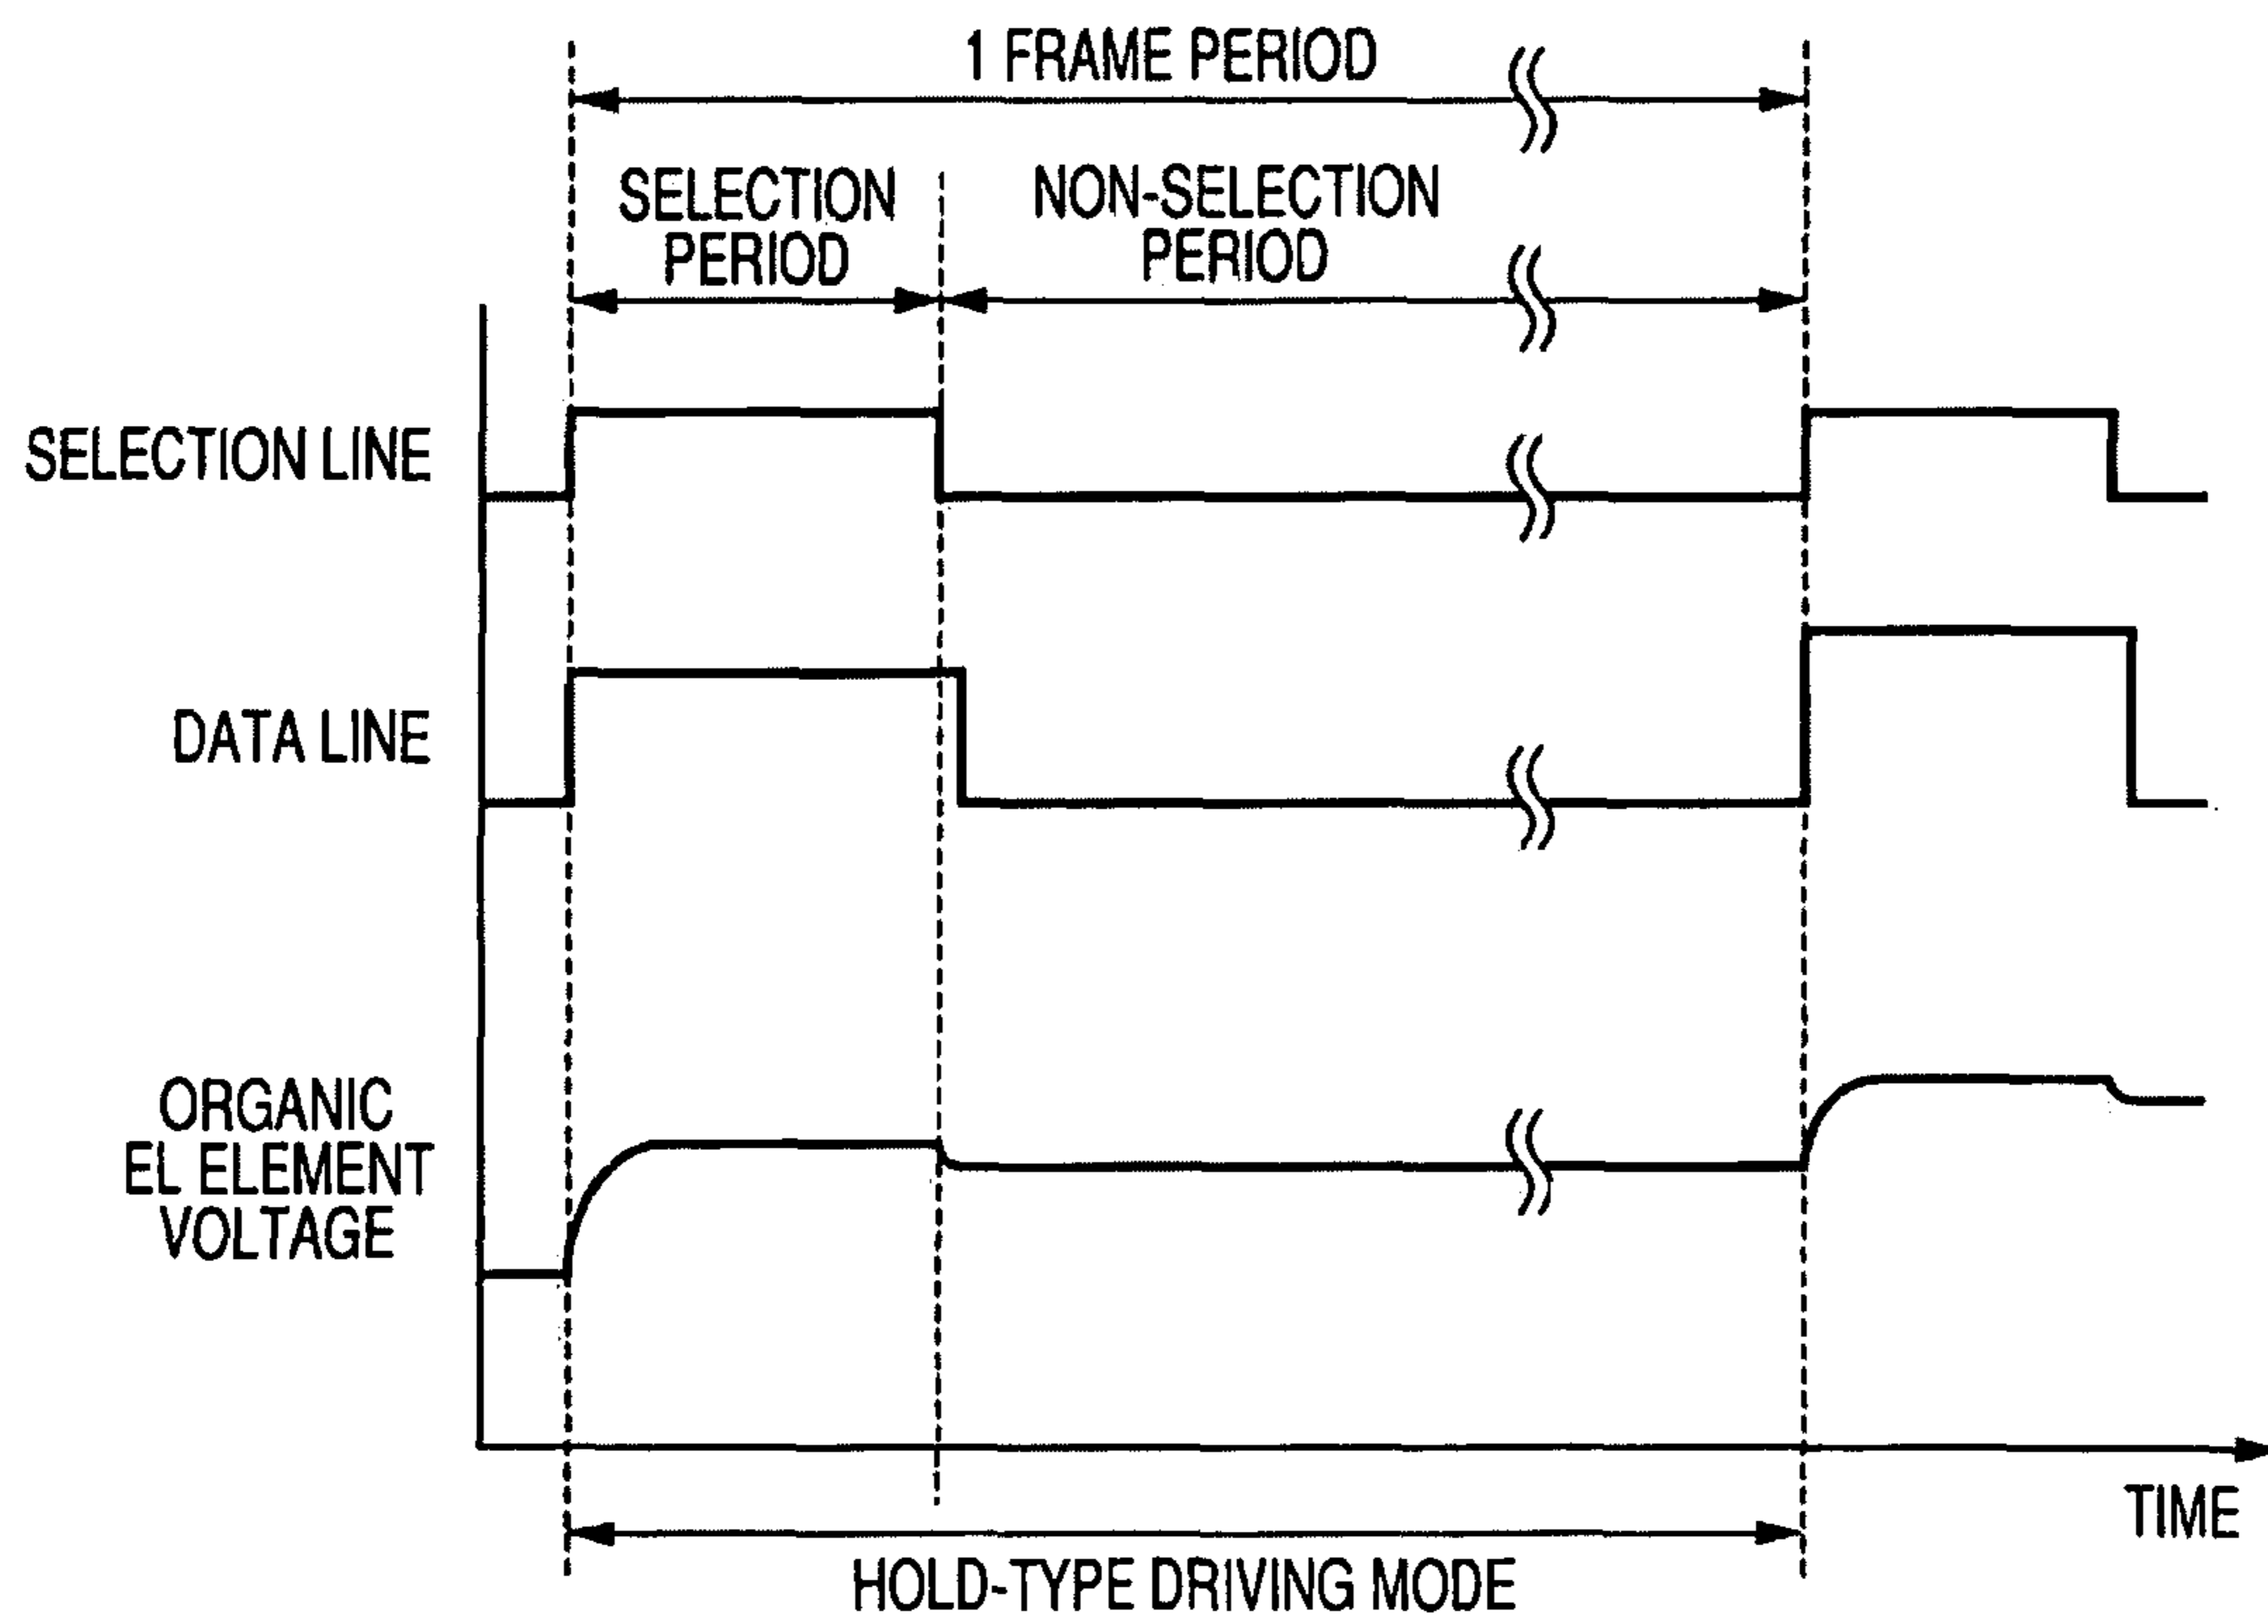 1 FRAME PERIOD
SELECTION
PERIOD
NON-SELECTION
PERIOD
SELECTION LINE
DATA LINE
ORGANIC
EL ELEMENT
VOLTAGE
TIME
HOLD-TYPE DRIVING MODE